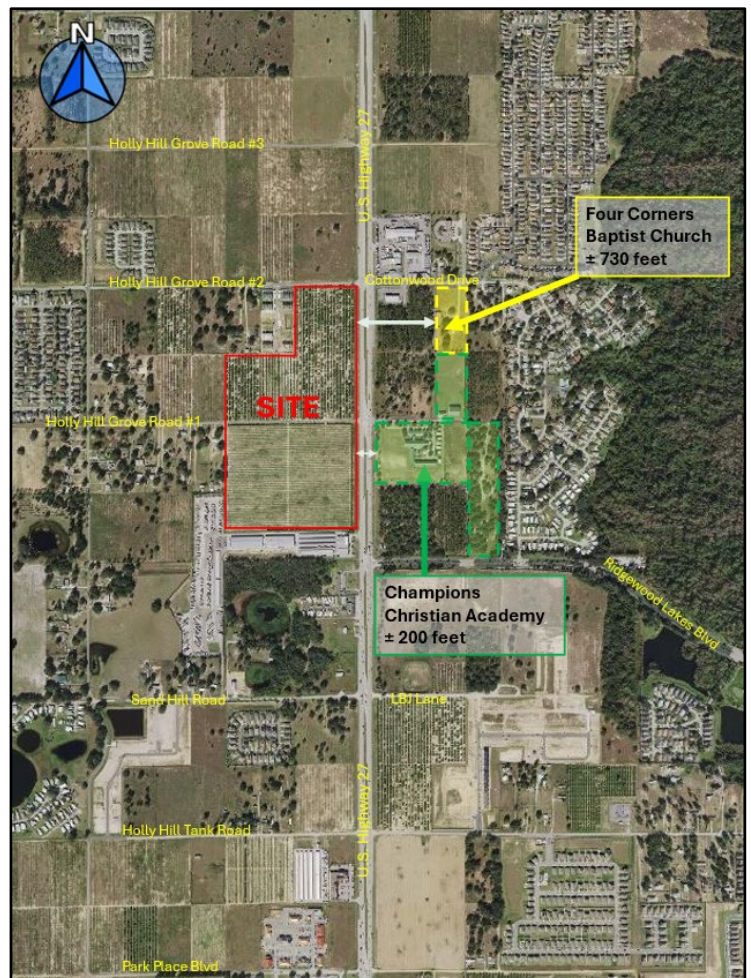 N
Holly Hill Grove Road #3
U.S. Highway 27
Four Corners
Baptist Church
± 730 feet
Holly Hill Grove Road #2
Cottonwood Drive
SITE
Holly Hill Grove Road #1
Champions
Christian Academy
± 200 feet
Ridgewood Lakes Blvd
Sand Hill Road
LBJ Lane
Holly Hill Tank Road
U.S. Highway 27
Park Place Blvd